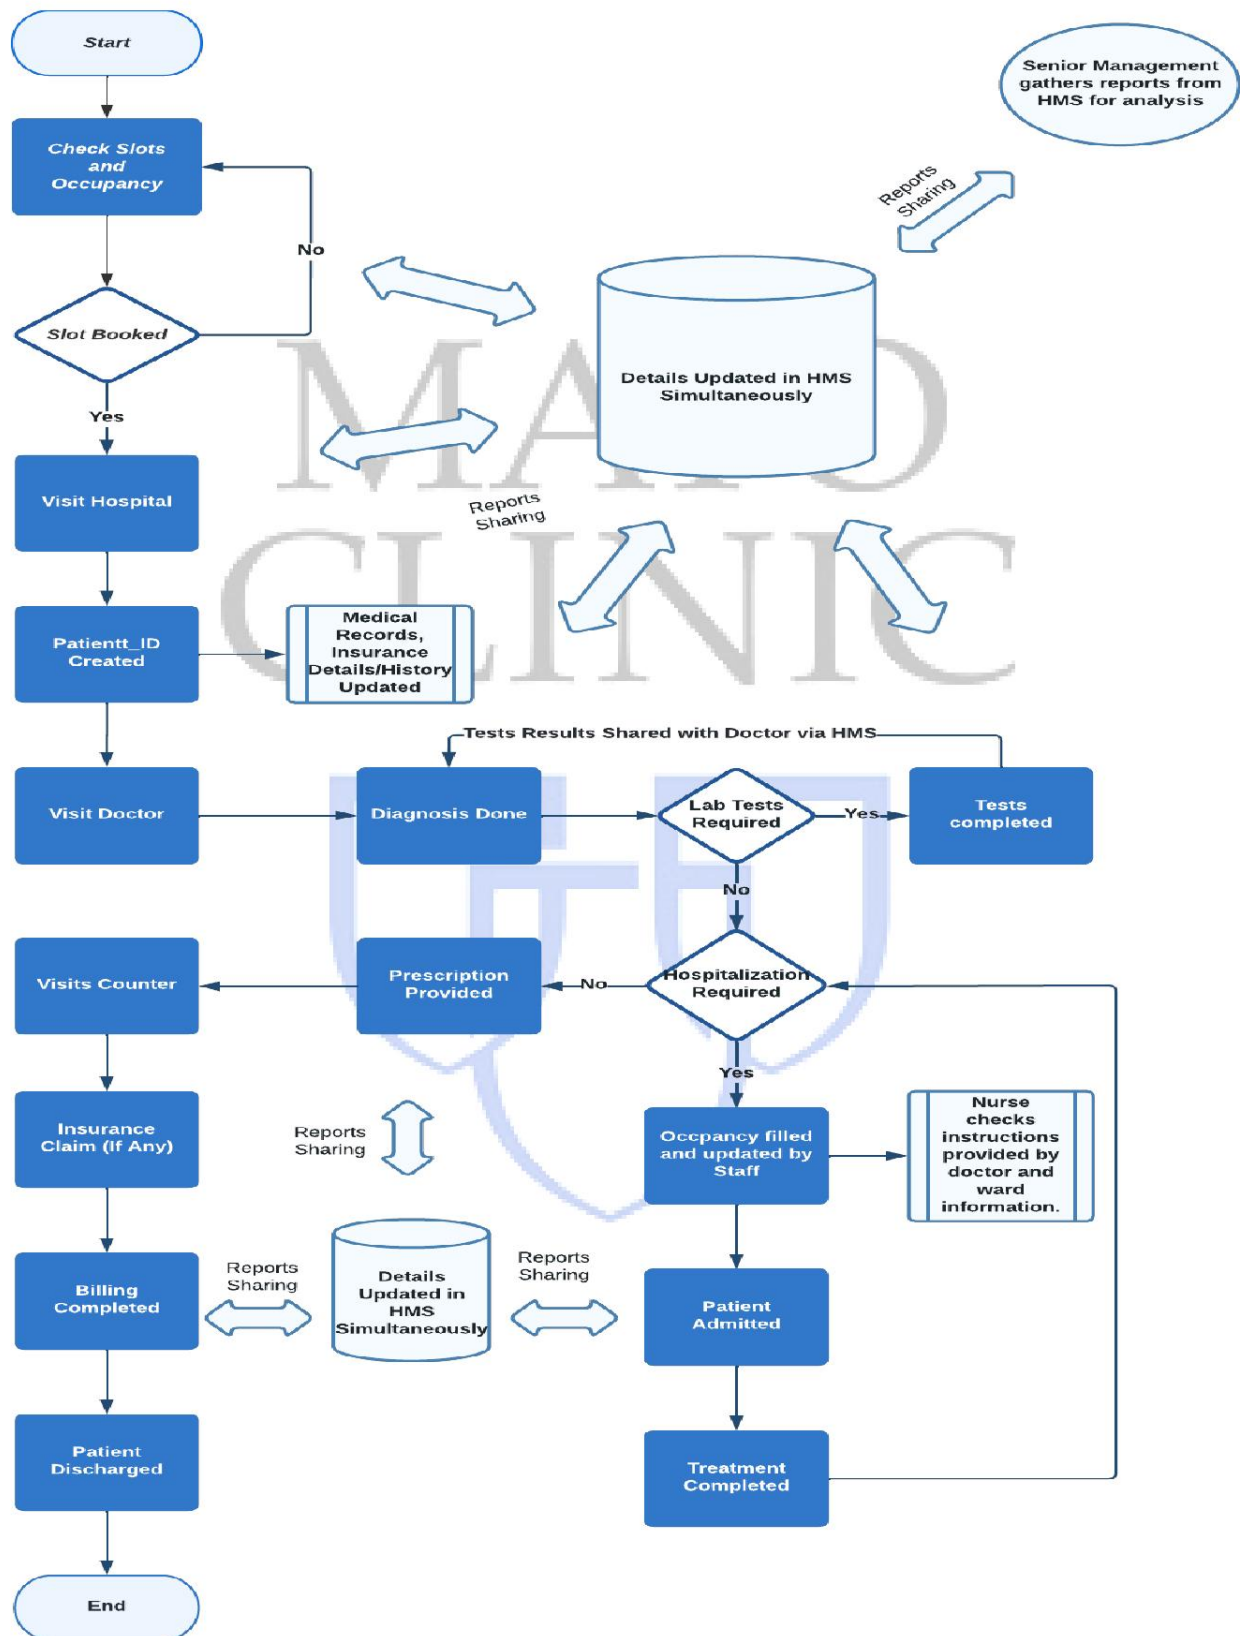 Start
Senior Management
gathers reports from
HMS for analysis
Check Slots
and
Occupancy
Reports
Sharing
No
Slot Booked
Details Updated in HMS
Simultaneously
Yes
MAYO
CLINIC
Visit Hospital
Reports
Sharing
Patientt_ID
Created
Medical
Records,
Insurance
Details/History
Updated
Tests Results Shared with Doctor via HMS
Visit Doctor
Diagnosis Done
Lab Tests
Required
Yes
Tests
completed
No
Visits Counter
Prescription
Provided
No
Hospitalization
Required
Yes
Insurance
Claim (If Any)
Reports
Sharing
Occpancy filled
and updated by
Staff
Nurse
checks
instructions
provided by
doctor and
ward
information.
Billing
Completed
Reports
Sharing
Details
Updated in
HMS
Simultaneously
Reports
Sharing
Patient
Admitted
Patient
Discharged
Treatment
Completed
End